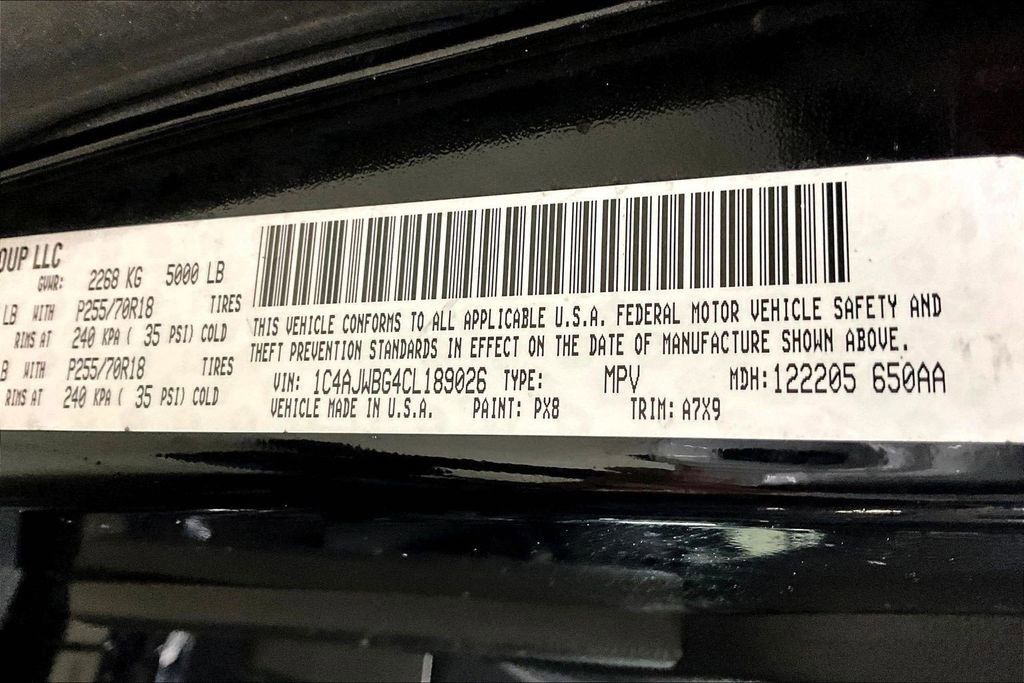 OUP LLC
GVWR: 2268 KG 5000 LB
LB WITH P255/70R18 TIRES
RIMS AT 240 KPA ( 35 PSI) COLD
B WITH P255/70R18 TIRES
RIMS AT 240 KPA ( 35 PSI) COLD
THIS VEHICLE CONFORMS TO ALL APPLICABLE U.S.A. FEDERAL MOTOR VEHICLE SAFETY AND
THEFT PREVENTION STANDARDS IN EFFECT ON THE DATE OF MANUFACTURE SHOWN ABOVE.
VIN: 1C4AJWBG4CL189026 TYPE: MPV MDH: 122205 650AA
VEHICLE MADE IN U.S.A. PAINT: PX8 TRIM: A7X9